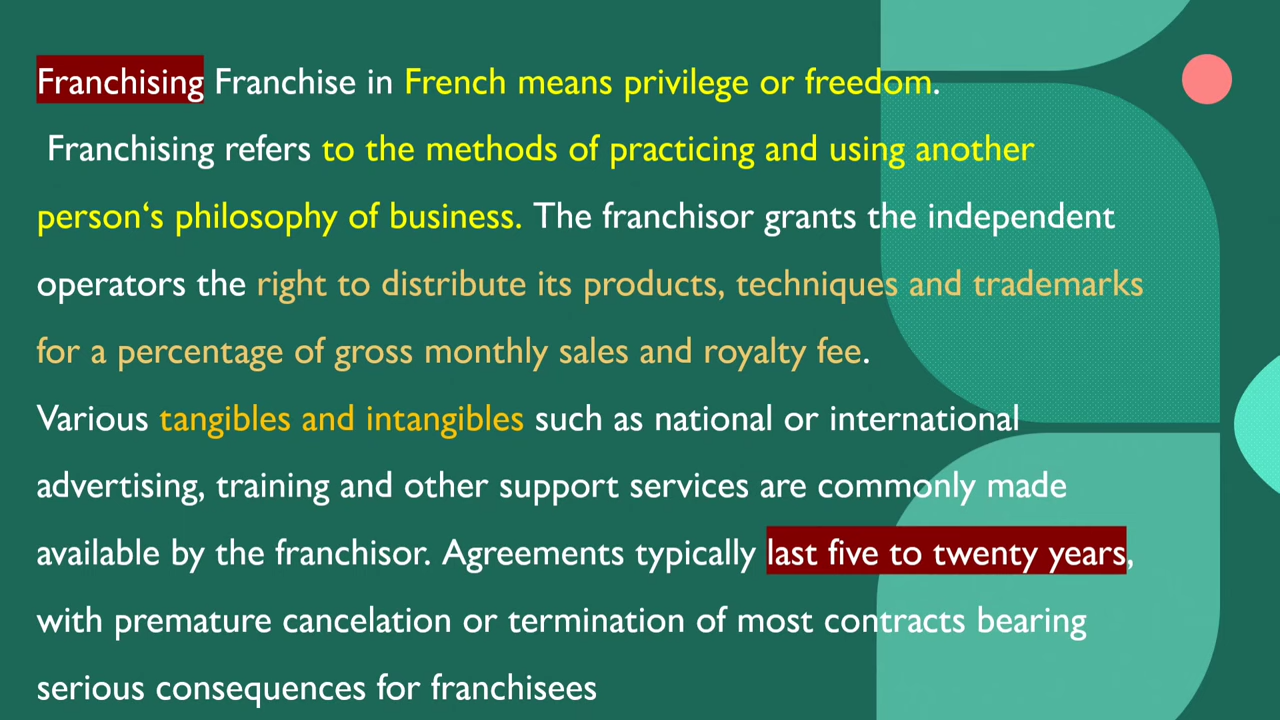 Franchising Franchise in French means privilege or freedom.
Franchising refers to the methods of practicing and using another
person‘s philosophy of business. The franchisor grants the independent
operators the right to distribute its products, techniques and trademarks
for a percentage of gross monthly sales and royalty fee.
Various tangibles and intangibles such as national or international
advertising, training and other support services are commonly made
available by the franchisor. Agreements typically last five to twenty years,
with premature cancelation or termination of most contracts bearing
serious consequences for franchisees